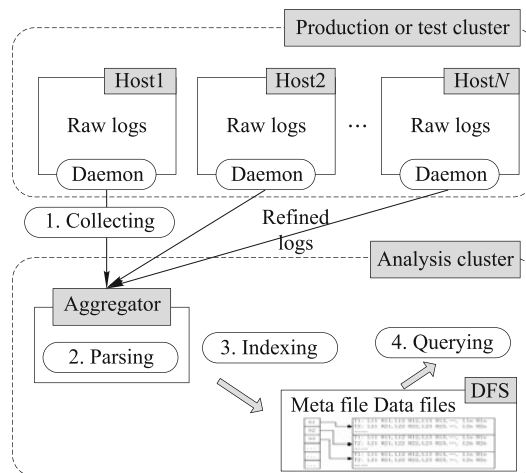 Production or test cluster
Host1 Host2 HostN
Raw logs Raw logs ... Raw logs
Daemon Daemon Daemon
1. Collecting
Refined
logs
Analysis cluster
Aggregator
2. Parsing
3. Indexing
4. Querying
DFS
Meta file Data files